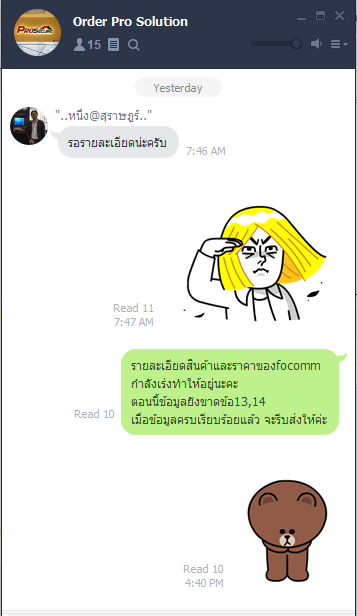 Order Pro Solution
15
PROSECURE
Yesterday
"..หนึ่ง@สุราษฎร์.."
รอรายละเอียดน่ะครับ
7:46 AM
Read 11
7:47 AM
รายละเอียดสินค้าและราคาของfocomm
กำลังเร่งทำให้อยู่นะคะ
ตอนนี้ข้อมูลยังขาดข้อ13,14
เมื่อข้อมูลครบเรียบร้อยแล้ว จะรีบส่งให้ค่ะ
Read 10
Read 10
4:40 PM